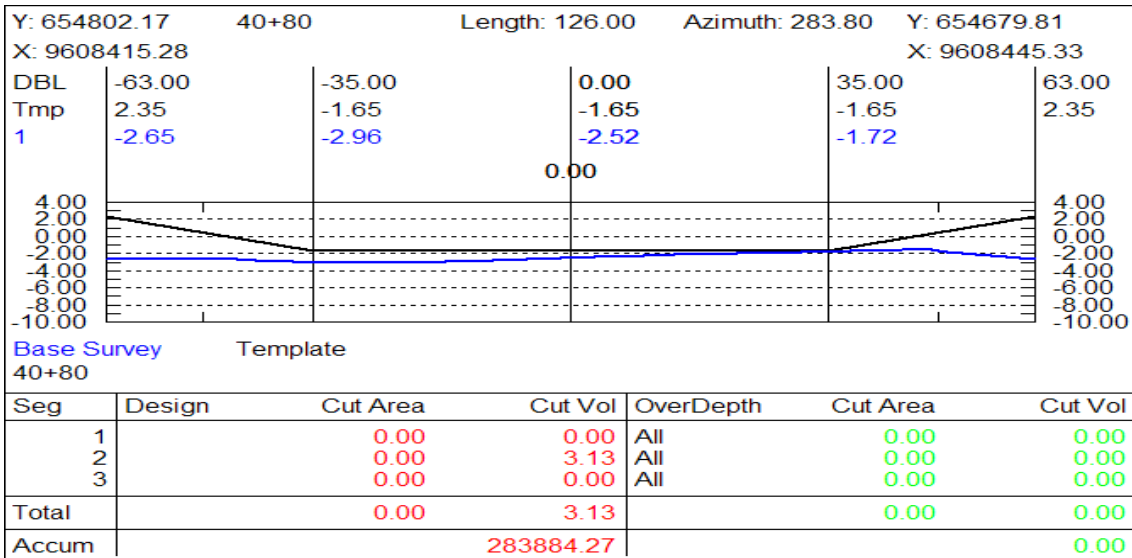 Y: 654802.17 40+80 Length: 126.00 Azimuth: 283.80 Y: 654679.81
X: 9608415.28 X: 9608445.33
DBL -63.00 -35.00 0.00 35.00 63.00
Tmp 2.35 -1.65 -1.65 -1.65 2.35
1 -2.65 -2.96 -2.52 -1.72
0.00
4.00 4.00
2.00 2.00
0.00 0.00
-2.00 -2.00
-4.00 -4.00
-6.00 -6.00
-8.00 -8.00
-10.00 -10.00
Base Survey Template
40+80
Seg Design Cut Area Cut Vol OverDepth Cut Area Cut Vol
1 0.00 0.00 All 0.00 0.00
2 0.00 3.13 All 0.00 0.00
3 0.00 0.00 All 0.00 0.00
Total 0.00 3.13 0.00 0.00
Accum 283884.27 0.00